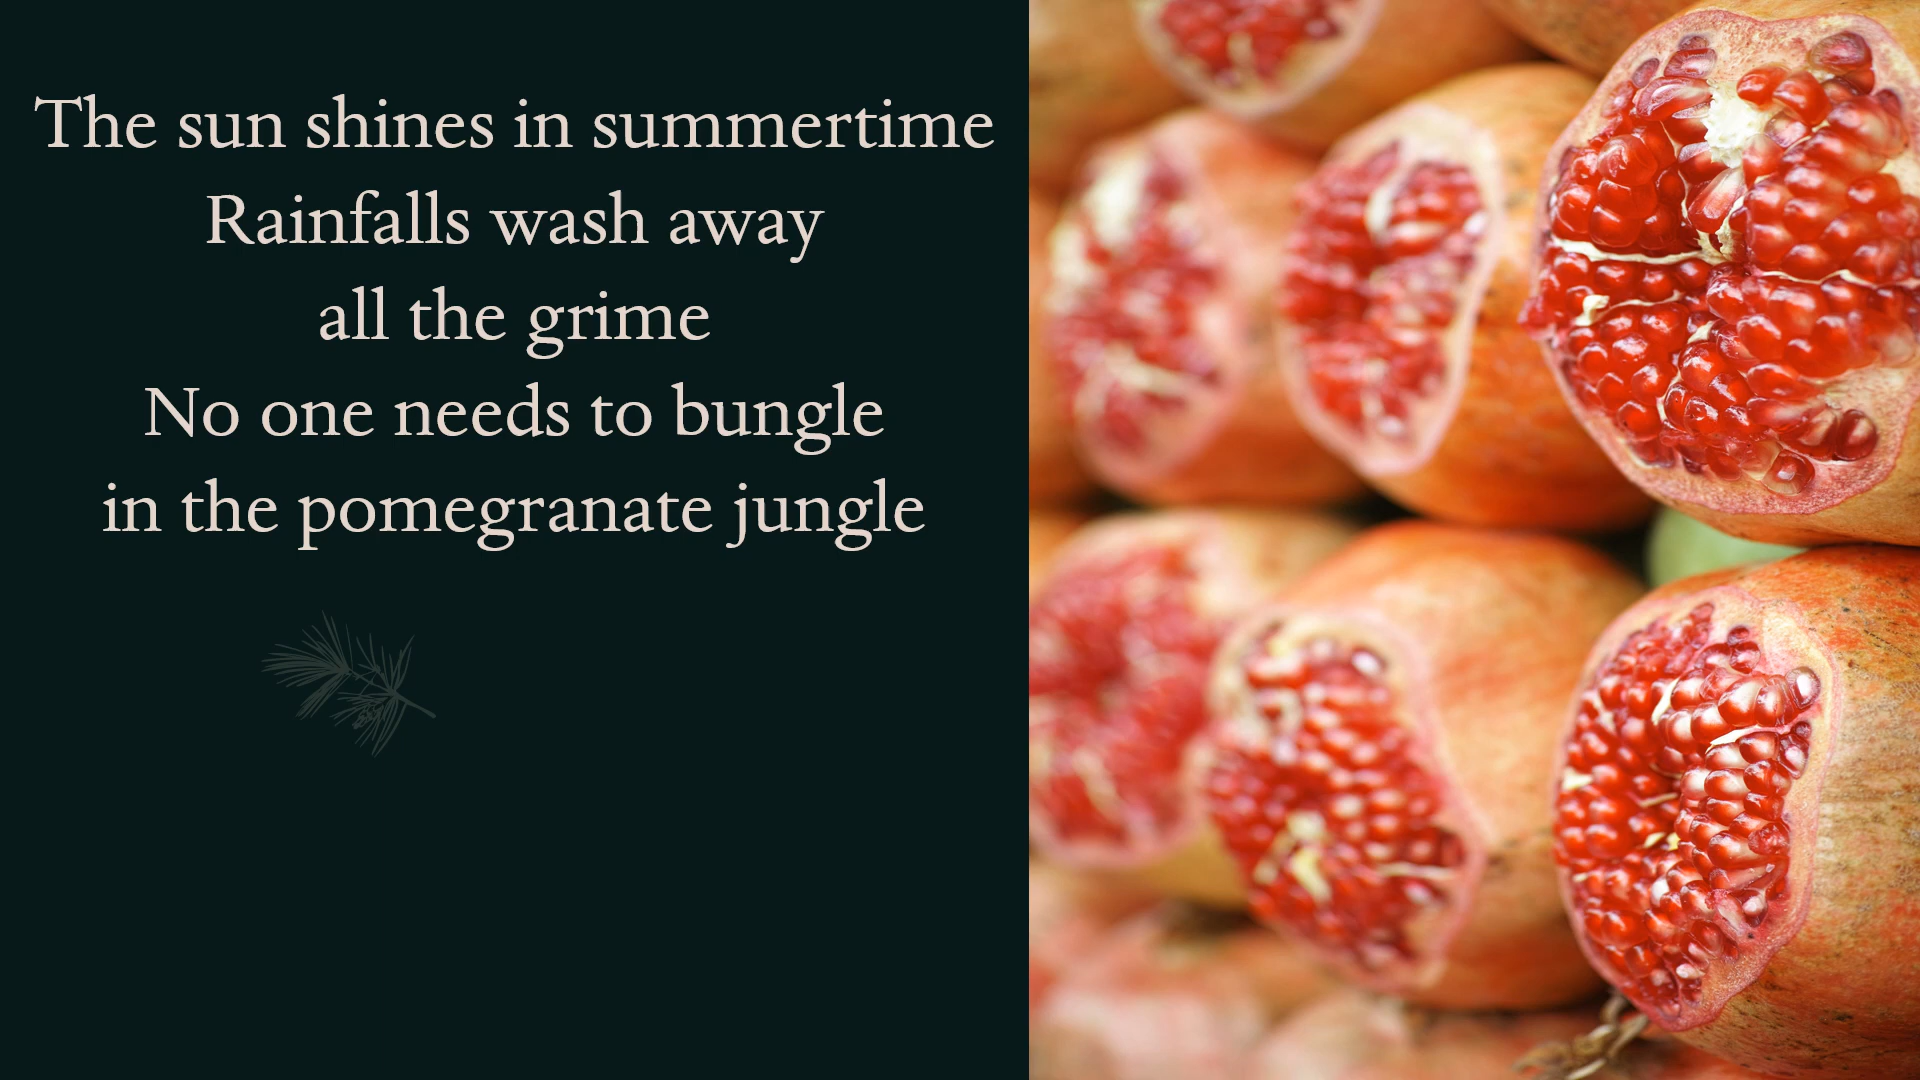 The sun shines in summertime
Rainfalls wash away
all the grime
No one needs to bungle
in the pomegranate jungle